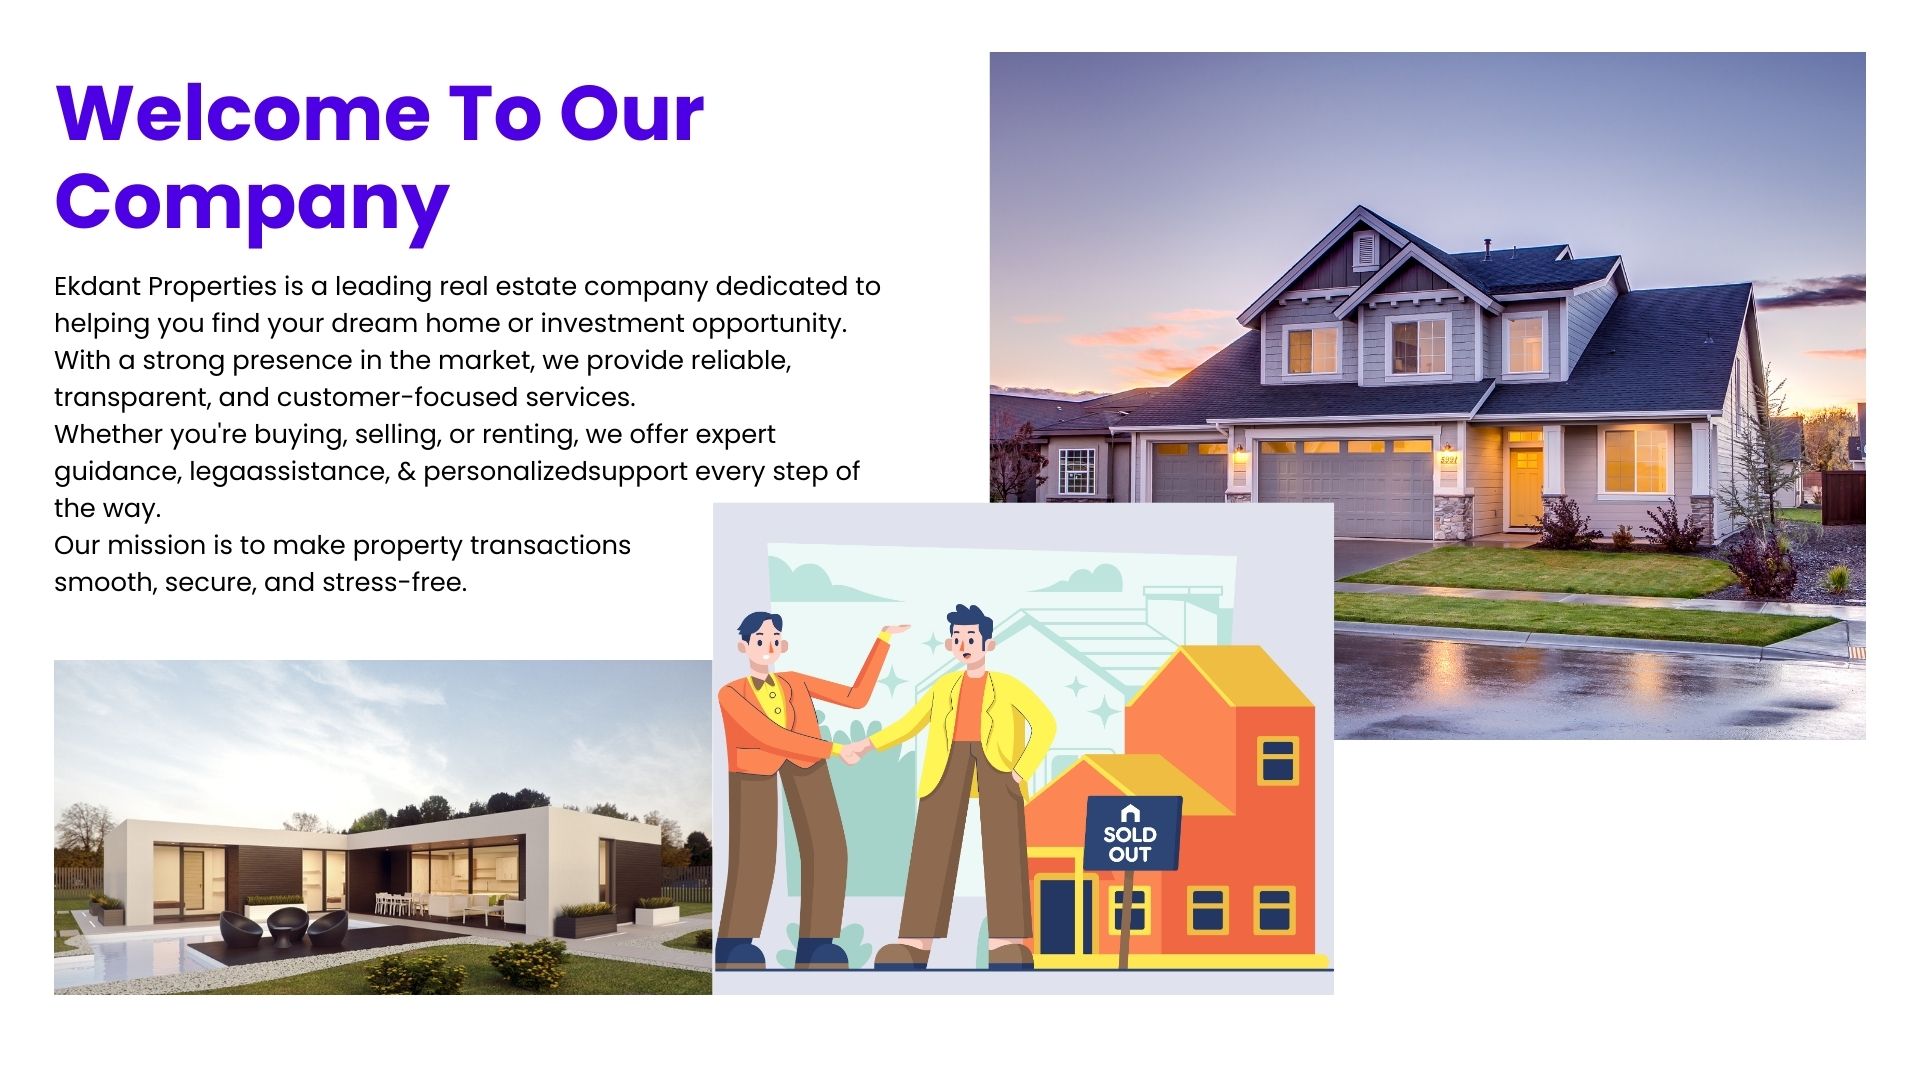 Welcome To Our
Company
Ekdant Properties is a leading real estate company dedicated to
helping you find your dream home or investment opportunity.
With a strong presence in the market, we provide reliable,
transparent, and customer-focused services.
Whether you're buying, selling, or renting, we offer expert
guidance, legaassistance, & personalizedsupport every step of
the way.
Our mission is to make property transactions
smooth, secure, and stress-free.
SOLD
OUT